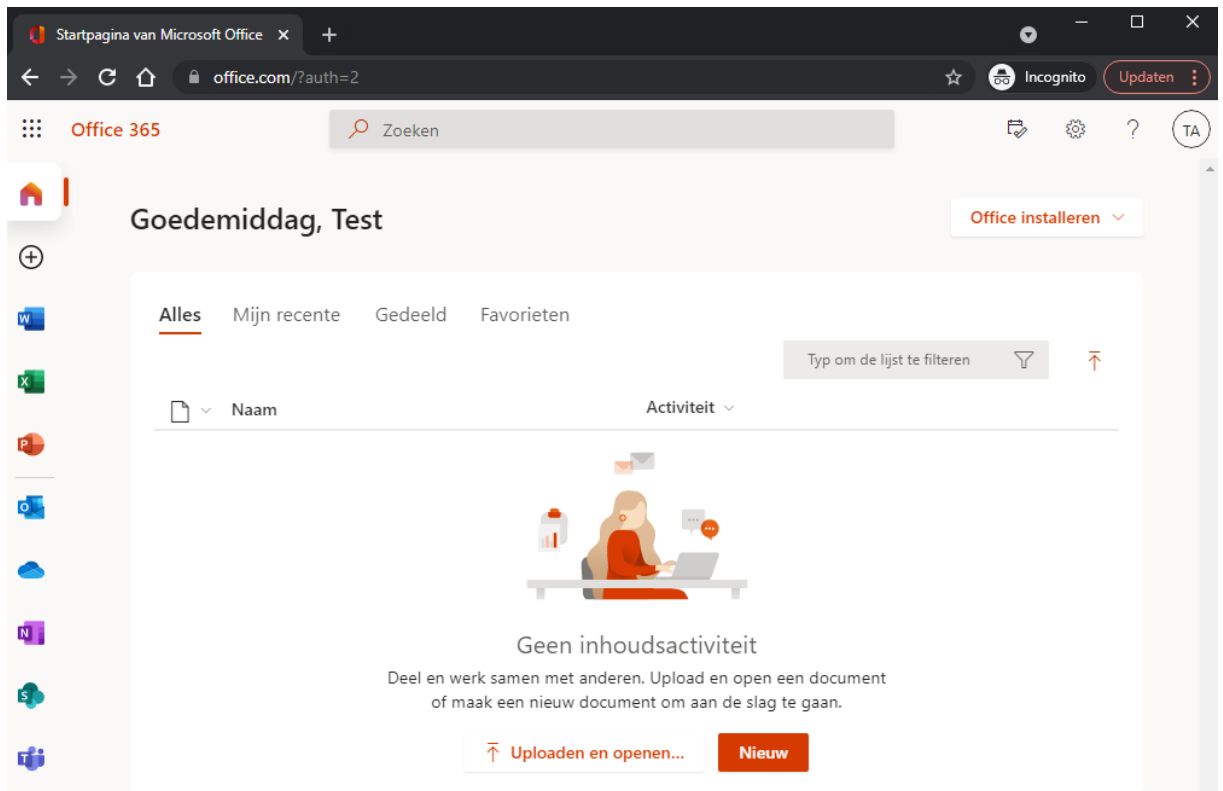 Startpagina van Microsoft Office
office.com/?auth=2
Incognito
Updaten
Office 365
Zoeken
TA
Goedemiddag, Test
Office installeren
Alles Mijn recente Gedeeld Favorieten
Typ om de lijst te filteren
Naam Activiteit
W
X
P
O
N
S
T
Geen inhoudsactiviteit
Deel en werk samen met anderen. Upload en open een document
of maak een nieuw document om aan de slag te gaan.
Uploaden en openen... Nieuw